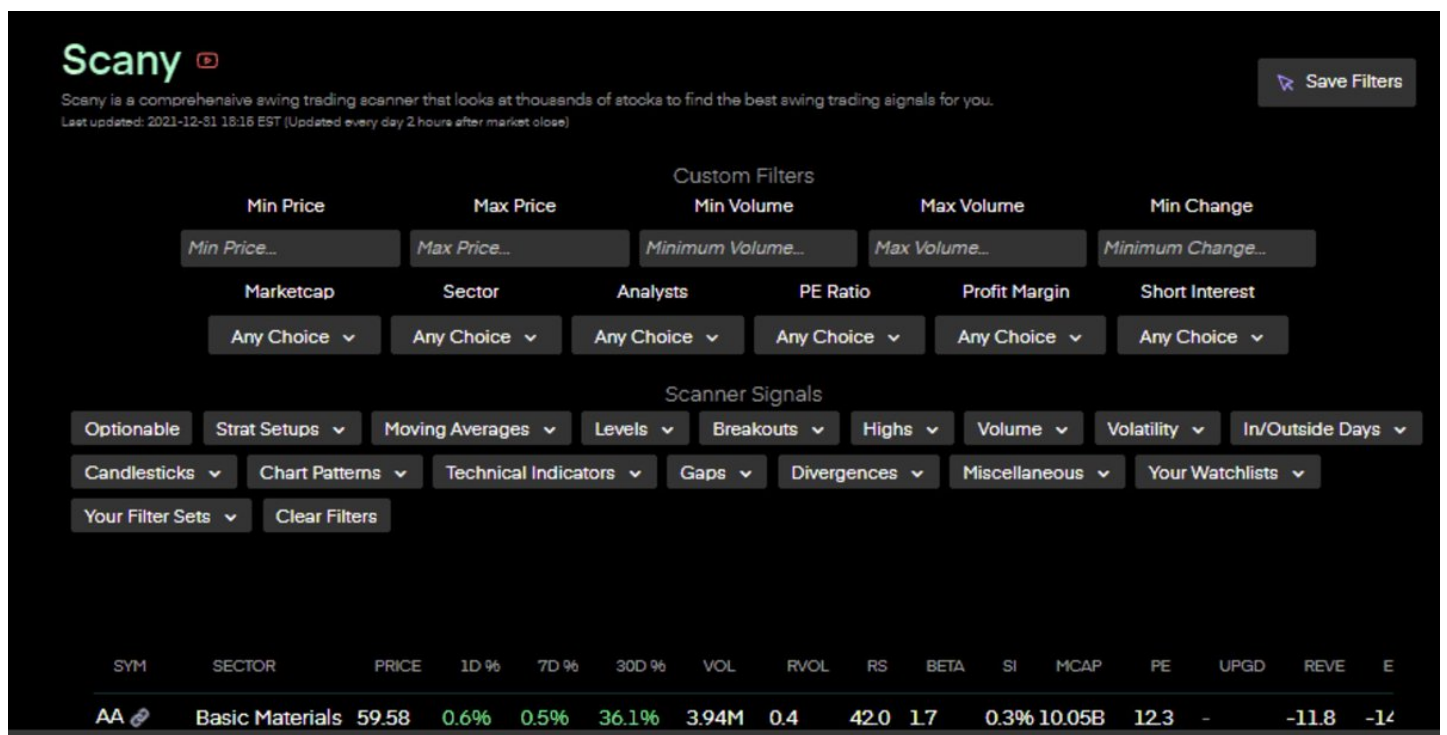 Scany
Save Filters
Scany is a comprehensive swing trading scanner that looks at thousands of stocks to find the best swing trading signals for you.
Last updated: 2021-12-31 18:15 EST (Updated every day 2 hours after market close)
Custom Filters
Min Price Max Price Min Volume Max Volume Min Change
Min Price... Max Price... Minimum Volume... Max Volume... Minimum Change...
Marketcap Sector Analysts PE Ratio Profit Margin Short Interest
Any Choice Any Choice Any Choice Any Choice Any Choice Any Choice
Scanner Signals
Optionable Strat Setups Moving Averages Levels Breakouts Highs Volume Volatility In/Outside Days
Candlesticks Chart Patterns Technical Indicators Gaps Divergences Miscellaneous Your Watchlists
Your Filter Sets Clear Filters
SYM SECTOR PRICE 1D % 7D % 30D % VOL RVOL RS BETA SI MCAP PE UPGD REVE E
AA Basic Materials 59.58 0.6% 0.5% 36.1% 3.94M 0.4 42.0 1.7 0.3% 10.05B 12.3 - -11.8 -14